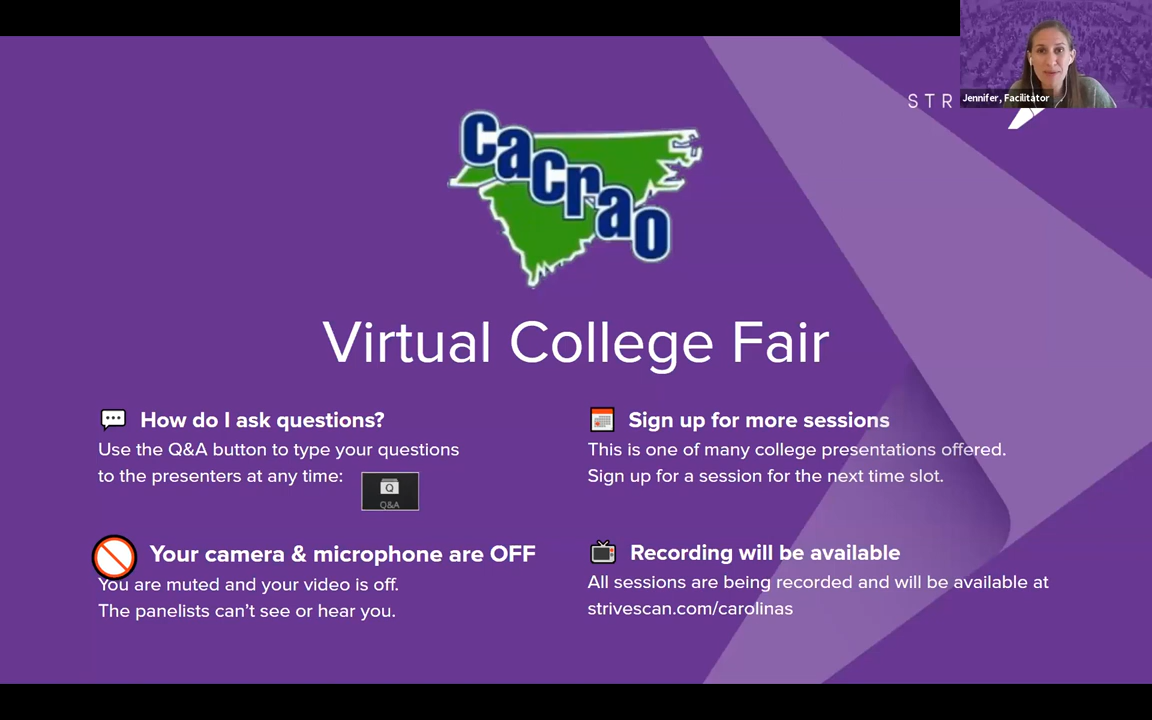 STR
Jennifer, Facilitator
cacrao
Virtual College Fair
How do I ask questions?
Use the Q&A button to type your questions
to the presenters at any time:
Q
Q&A
Sign up for more sessions
This is one of many college presentations offered.
Sign up for a session for the next time slot.
Your camera & microphone are OFF
You are muted and your video is off.
The panelists can't see or hear you.
Recording will be available
All sessions are being recorded and will be available at
strivescan.com/carolinas